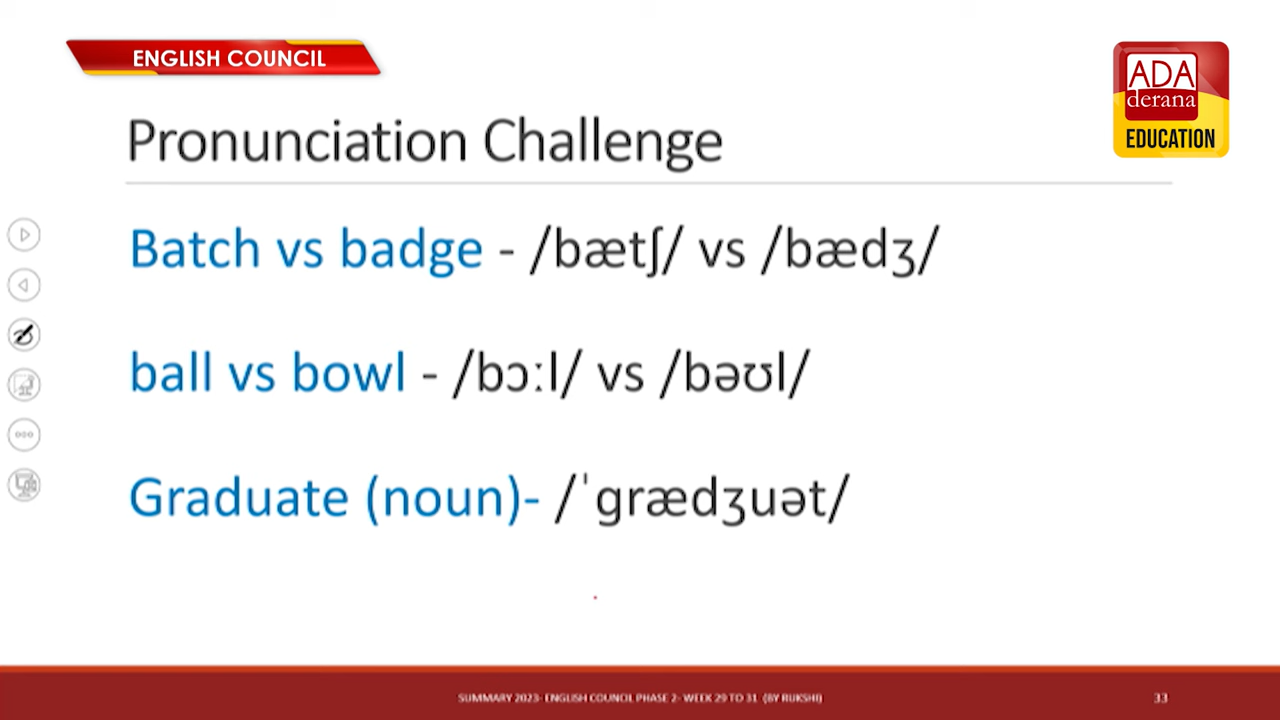 ENGLISH COUNCIL
ADA
derana
EDUCATION
Pronunciation Challenge
Batch vs badge - /bætʃ/ vs /bædʒ/
ball vs bowl - /bɔːl/ vs /bəʊl/
Graduate (noun)- /ˈɡrædʒuət/
SUMMARY 2023- ENGLISH COUNCIL PHASE 2- WEEK 29 TO 31 (BY RUKSHI)
33